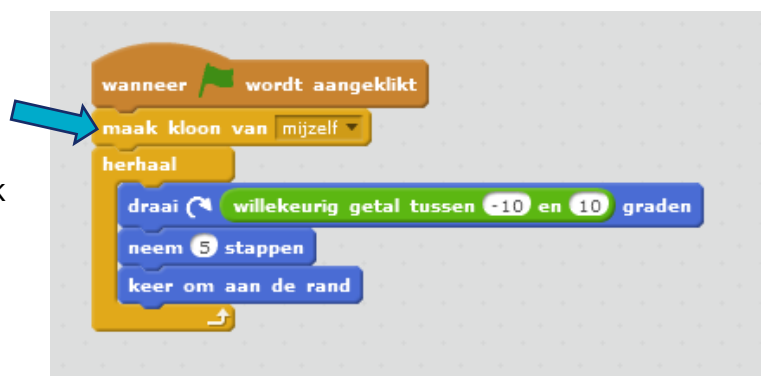 wanneer wordt aangeklikt
maak kloon van mijzelf
herhaal
k
draai willekeurig getal tussen -10 en 10 graden
neem 5 stappen
keer om aan de rand